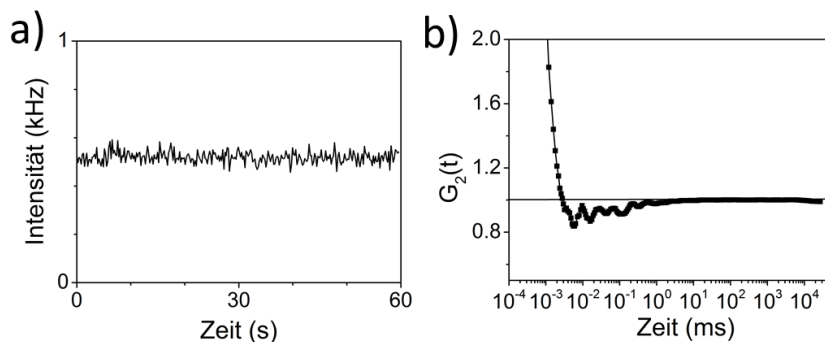 a)
Intensität (kHz)
1
0
0
30
60
Zeit (s)
b)
G₂(t)
2.0
1.6
1.2
0.8
10⁻⁴ 10⁻³ 10⁻² 10⁻¹ 10⁰ 10¹ 10² 10³ 10⁴
Zeit (ms)